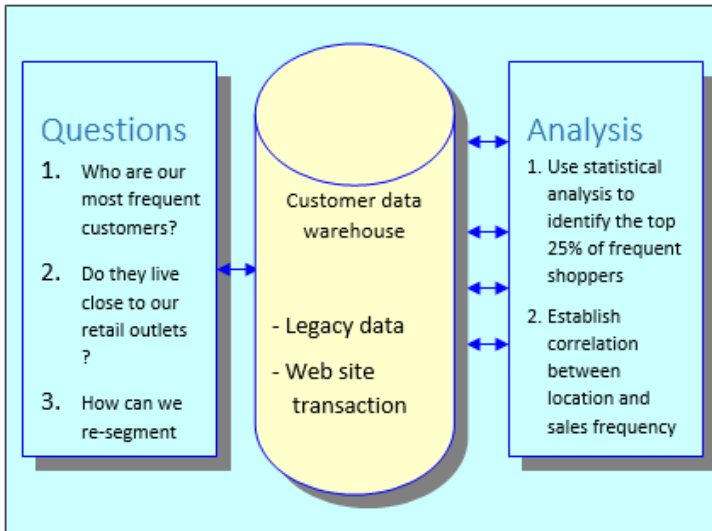 Questions
1. Who are our
most frequent
customers?
2. Do they live
close to our
retail outlets
?
3. How can we
re-segment
Customer data
warehouse
- Legacy data
- Web site
transaction
Analysis
1. Use statistical
analysis to
identify the top
25% of frequent
shoppers
2. Establish
correlation
between
location and
sales frequency